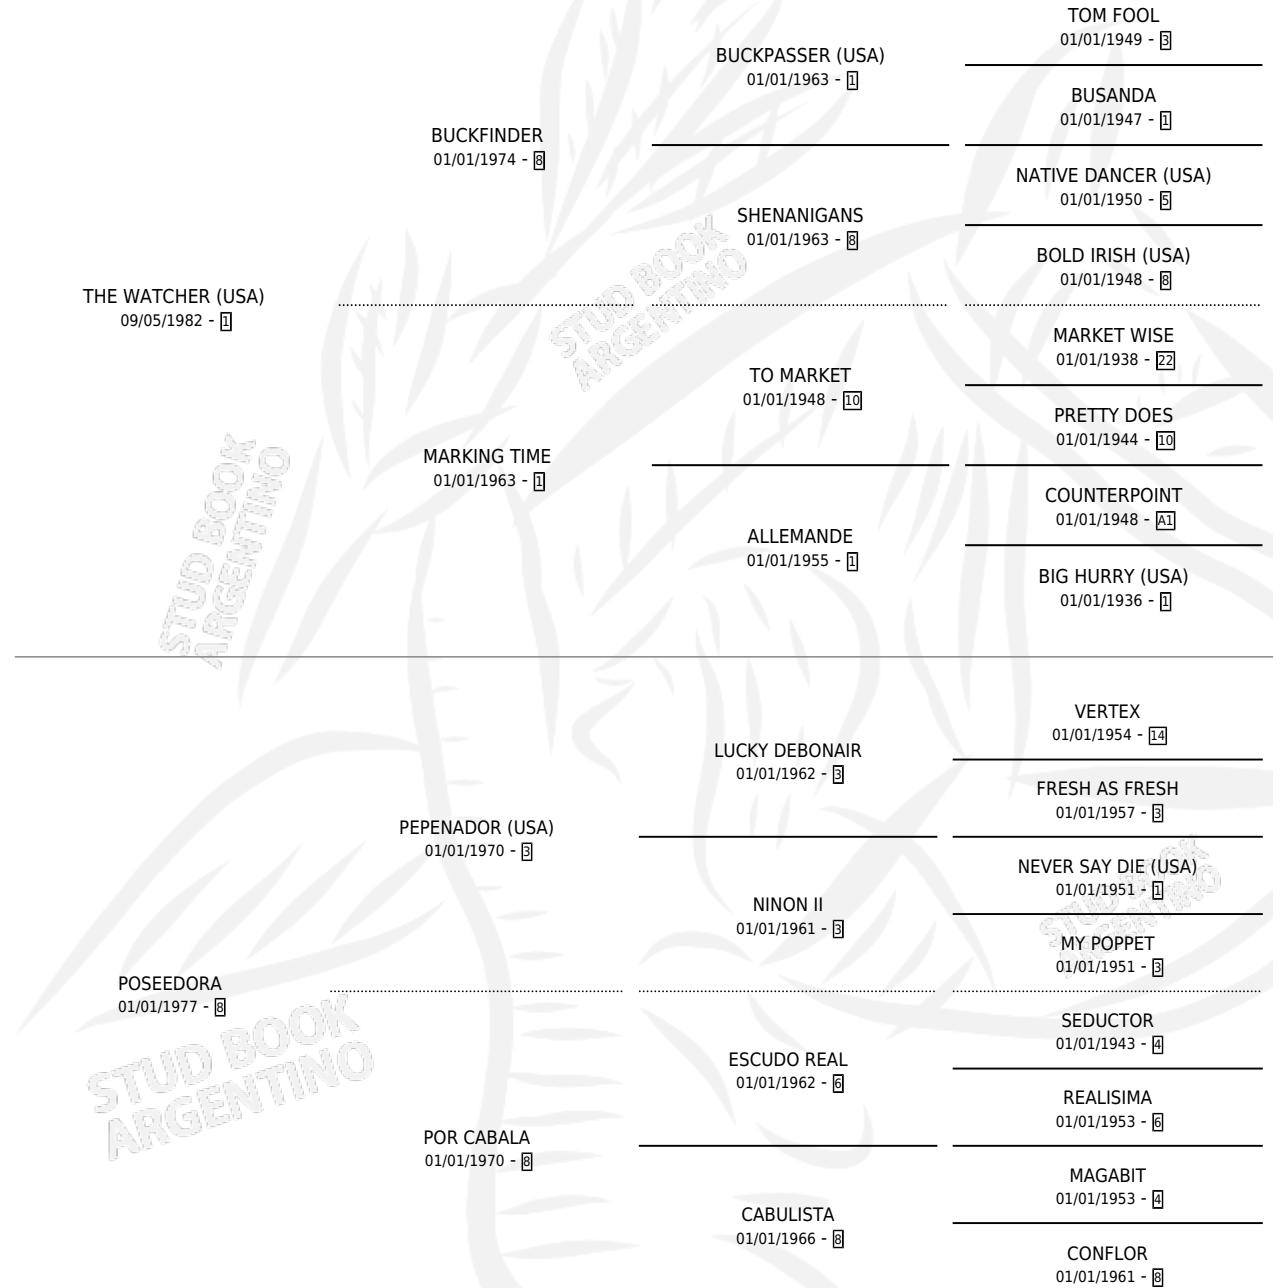 TOM FOOL
01/01/1949 - 3
BUCKPASSER (USA)
01/01/1963 - 1
BUSANDA
01/01/1947 - 1
BUCKFINDER
01/01/1974 - 8
NATIVE DANCER (USA)
01/01/1950 - 5
SHENANIGANS
01/01/1963 - 8
BOLD IRISH (USA)
01/01/1948 - 8
THE WATCHER (USA)
09/05/1982 - 1
MARKET WISE
01/01/1938 - 22
TO MARKET
01/01/1948 - 10
PRETTY DOES
01/01/1944 - 10
MARKING TIME
01/01/1963 - 1
COUNTERPOINT
01/01/1948 - A1
ALLEMANDE
01/01/1955 - 1
BIG HURRY (USA)
01/01/1936 - 1
STUD BOOK
ARGENTINO
STUD BOOK
ARGENTINO
VERTEX
01/01/1954 - 14
LUCKY DEBONAIR
01/01/1962 - 3
FRESH AS FRESH
01/01/1957 - 3
PEPENADOR (USA)
01/01/1970 - 3
NEVER SAY DIE (USA)
01/01/1951 - 1
NINON II
01/01/1961 - 3
MY POPPET
01/01/1951 - 3
STUD BOOK
ARGENTINO
POSEEDORA
01/01/1977 - 8
SEDUCTOR
01/01/1943 - 4
ESCUDO REAL
01/01/1962 - 6
REALISIMA
01/01/1953 - 6
POR CABALA
01/01/1970 - 8
MAGABIT
01/01/1953 - 4
CABULISTA
01/01/1966 - 8
CONFLOR
01/01/1961 - 8
STUD BOOK
ARGENTINO